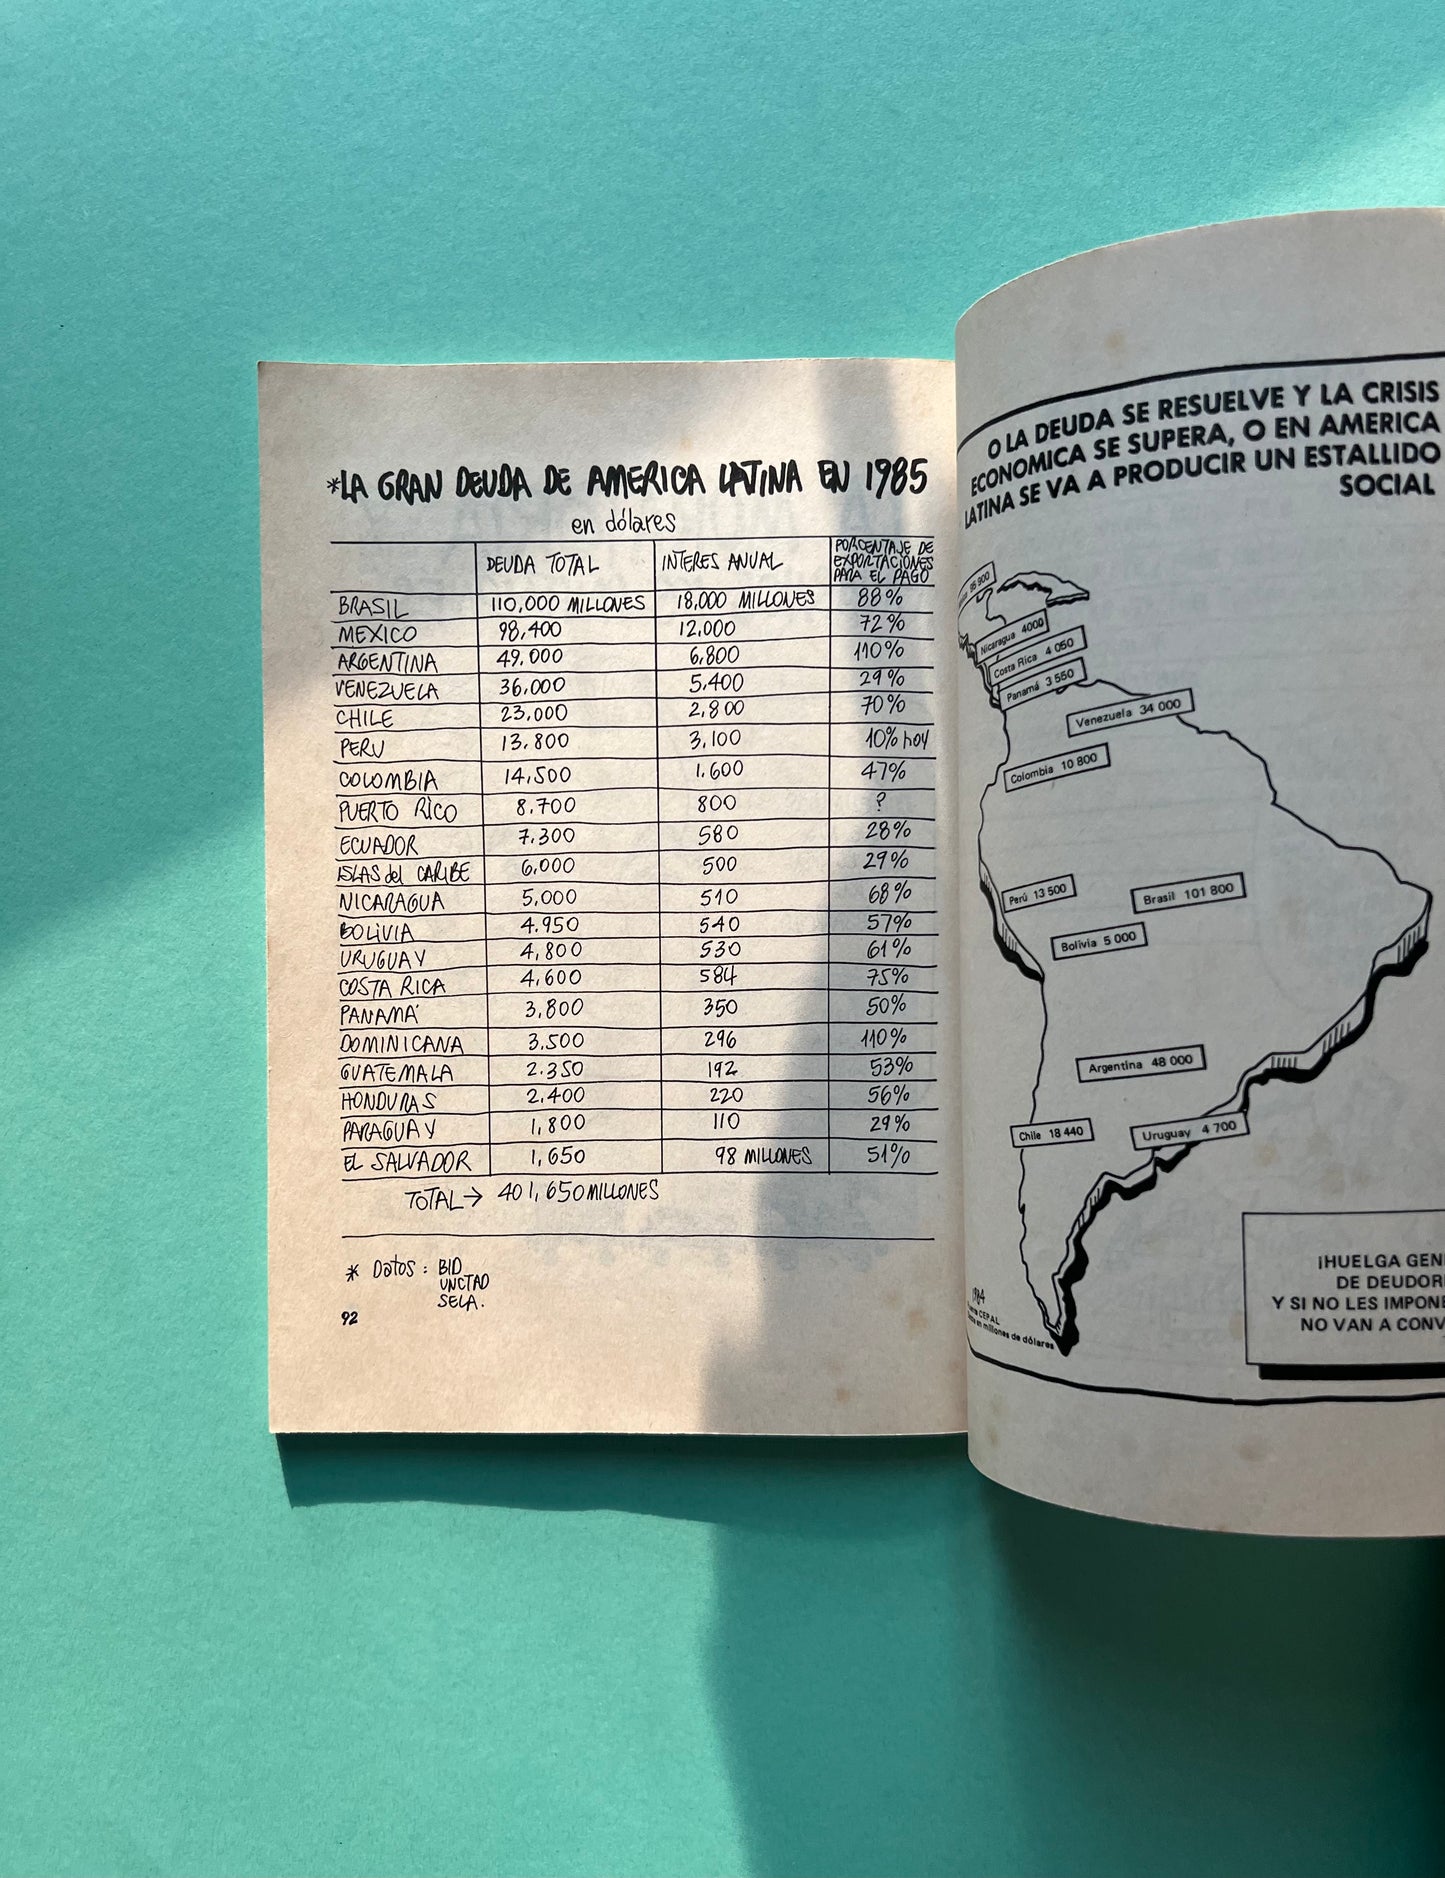 *LA GRAN DEUDA DE AMERICA LATINA EN 1985
en dólares
DEUDA TOTAL INTERES ANUAL PORCENTAJE DE EXPORTACIONES PARA EL PAGO
BRASIL 110,000 MILLONES 18,000 MILLONES 88%
MEXICO 98,400 12.000 72%
ARGENTINA 49.000 6,800 110%
VENEZUELA 36,000 5,400 29%
CHILE 23,000 2,800 70%
PERU 13.800 3,100 10% hoy
COLOMBIA 14,500 1.600 47%
PUERTO RICO 8.700 800 ?
ECUADOR 7.300 580 28%
ISLAS del CARIBE 6,000 500 29%
NICARAGUA 5,000 510 68%
BOLIVIA 4.950 540 57%
URUGUAY 4,800 530 61%
COSTA RICA 4,600 584 75%
PANAMÁ 3,800 350 50%
DOMINICANA 3.500 296 110%
GUATEMALA 2.350 192 53%
HONDURAS 2,400 220 56%
PARAGUAY 1,800 110 29%
EL SALVADOR 1,650 98 MILLONES 51%
TOTAL→ 401,650 MILLONES
* Datos: BID
UNCTAD
SELA.
92
O LA DEUDA SE RESUELVE Y LA CRISIS
ECONOMICA SE SUPERA, O EN AMERICA
LATINA SE VA A PRODUCIR UN ESTALLIDO
SOCIAL
Nicaragua 4000
Costa Rica 4 050
Panamá 3 550
Venezuela 34 000
Colombia 10 800
Perú 13 500
Brasil 101 800
Bolivia 5 000
Argentina 48 000
Chile 18 440
Uruguay 4 700
1984
CEPAL
en millones de dólares
¡HUELGA GEN
DE DEUDOR
Y SI NO LES IMPONE
NO VAN A CONV